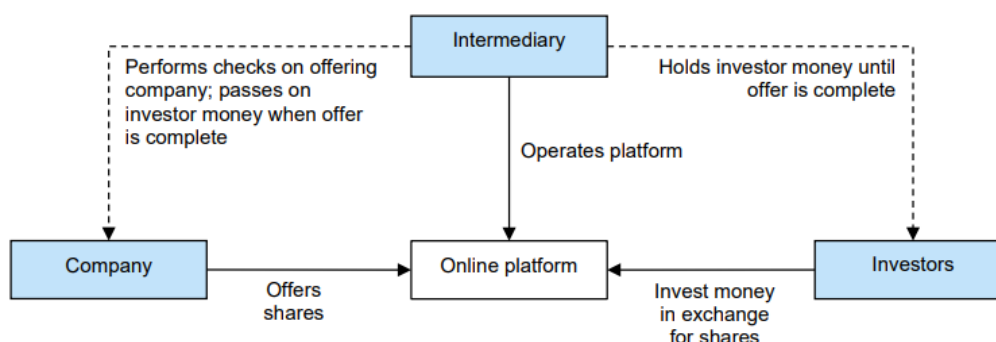 Intermediary
Performs checks on offering
company; passes on
investor money when offer
is complete
Holds investor money until
offer is complete
Operates platform
Company
Online platform
Investors
Offers
shares
Invest money
in exchange
for shares